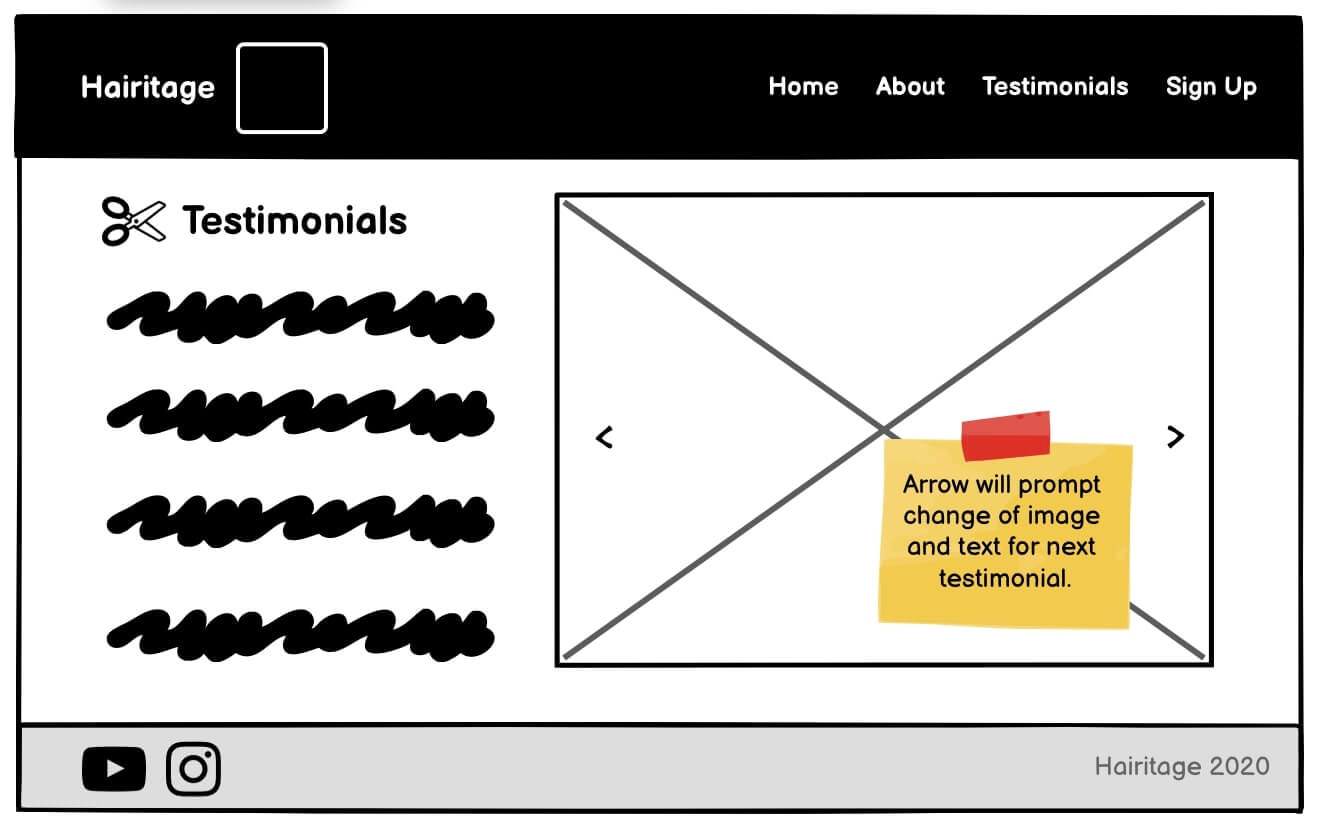 Hairitage
Home About Testimonials Sign Up
Testimonials
Arrow will prompt
change of image
and text for next
testimonial.
Hairitage 2020